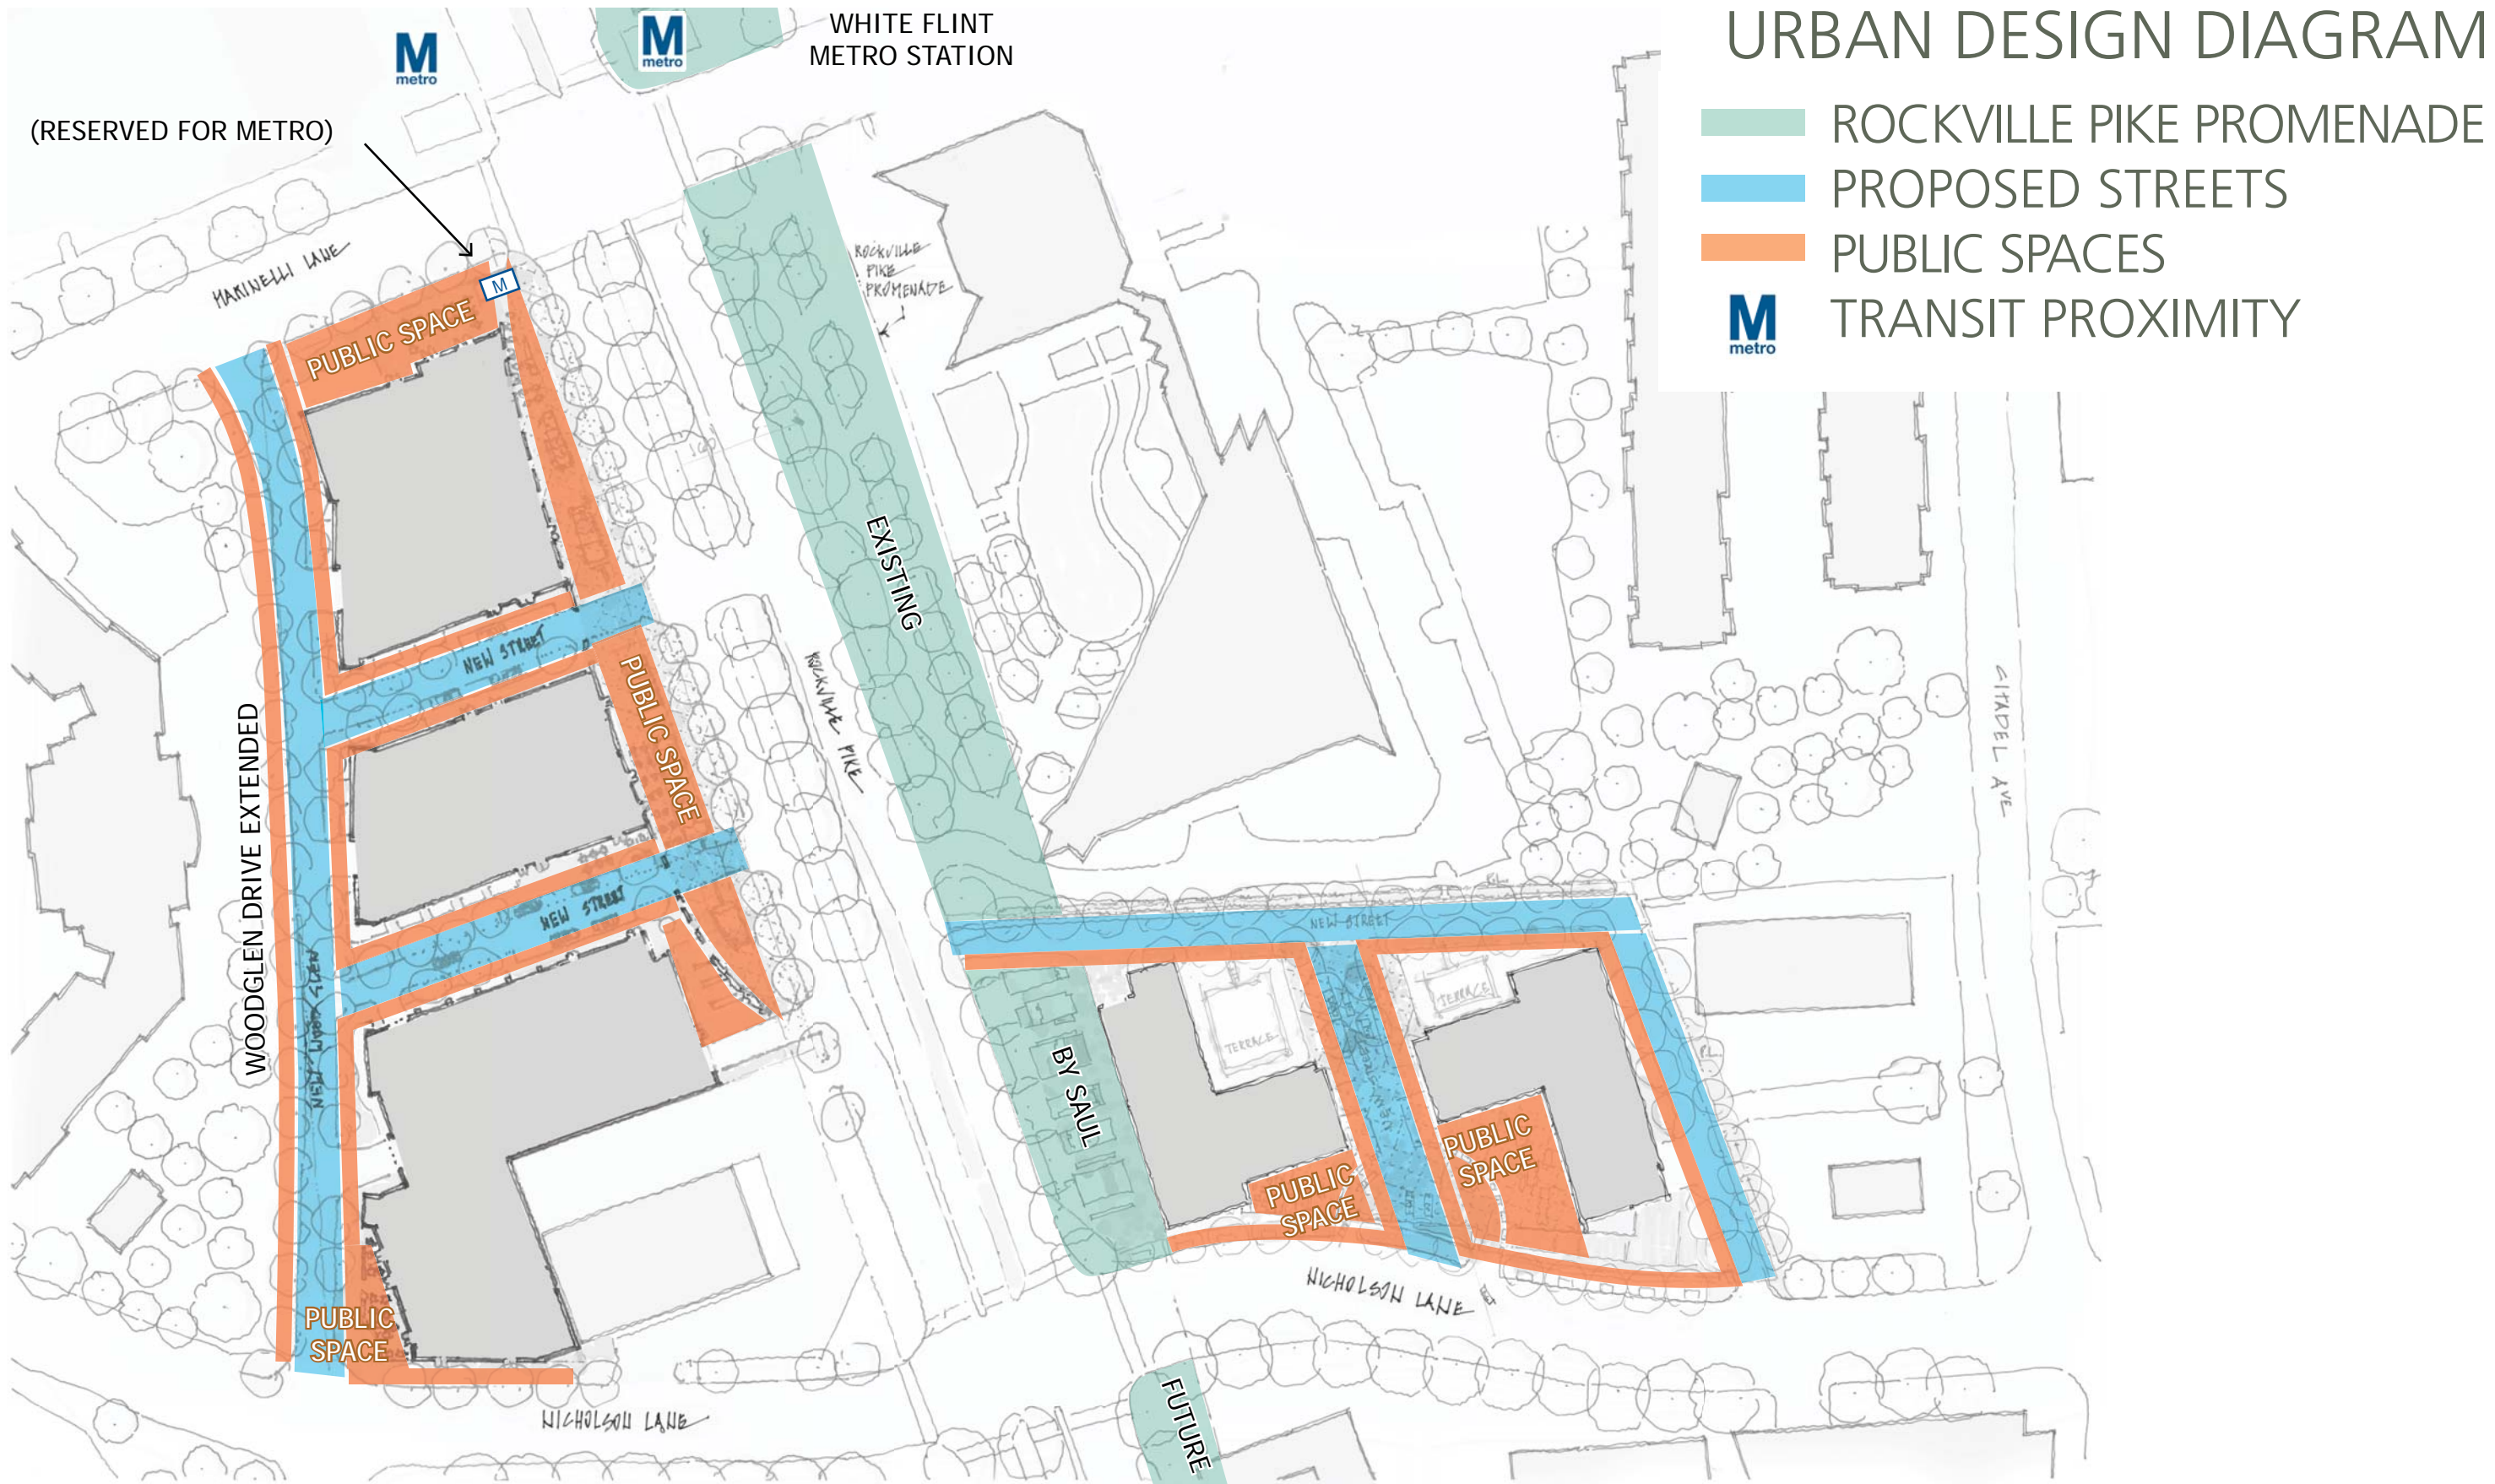 URBAN DESIGN DIAGRAM
ROCKVILLE PIKE PROMENADE
PROPOSED STREETS
PUBLIC SPACES
M
metro
TRANSIT PROXIMITY
M
metro
M
metro
WHITE FLINT
METRO STATION
(RESERVED FOR METRO)
MARINELLI LANE
M
PUBLIC SPACE
ROCKVILLE
PIKE
PROMENADE
EXISTING
NEW STREET
PUBLIC SPACE
ROCKVILLE PIKE
WOODGLEN DRIVE EXTENDED
NEW STREET
NEW STREET
CITADEL AVE
TERRACE
TERRACE
P.L.
P.L.
BY SAUL
PUBLIC
SPACE
PUBLIC
SPACE
NICHOLSON LANE
PUBLIC
SPACE
NICHOLSON LANE
FUTURE